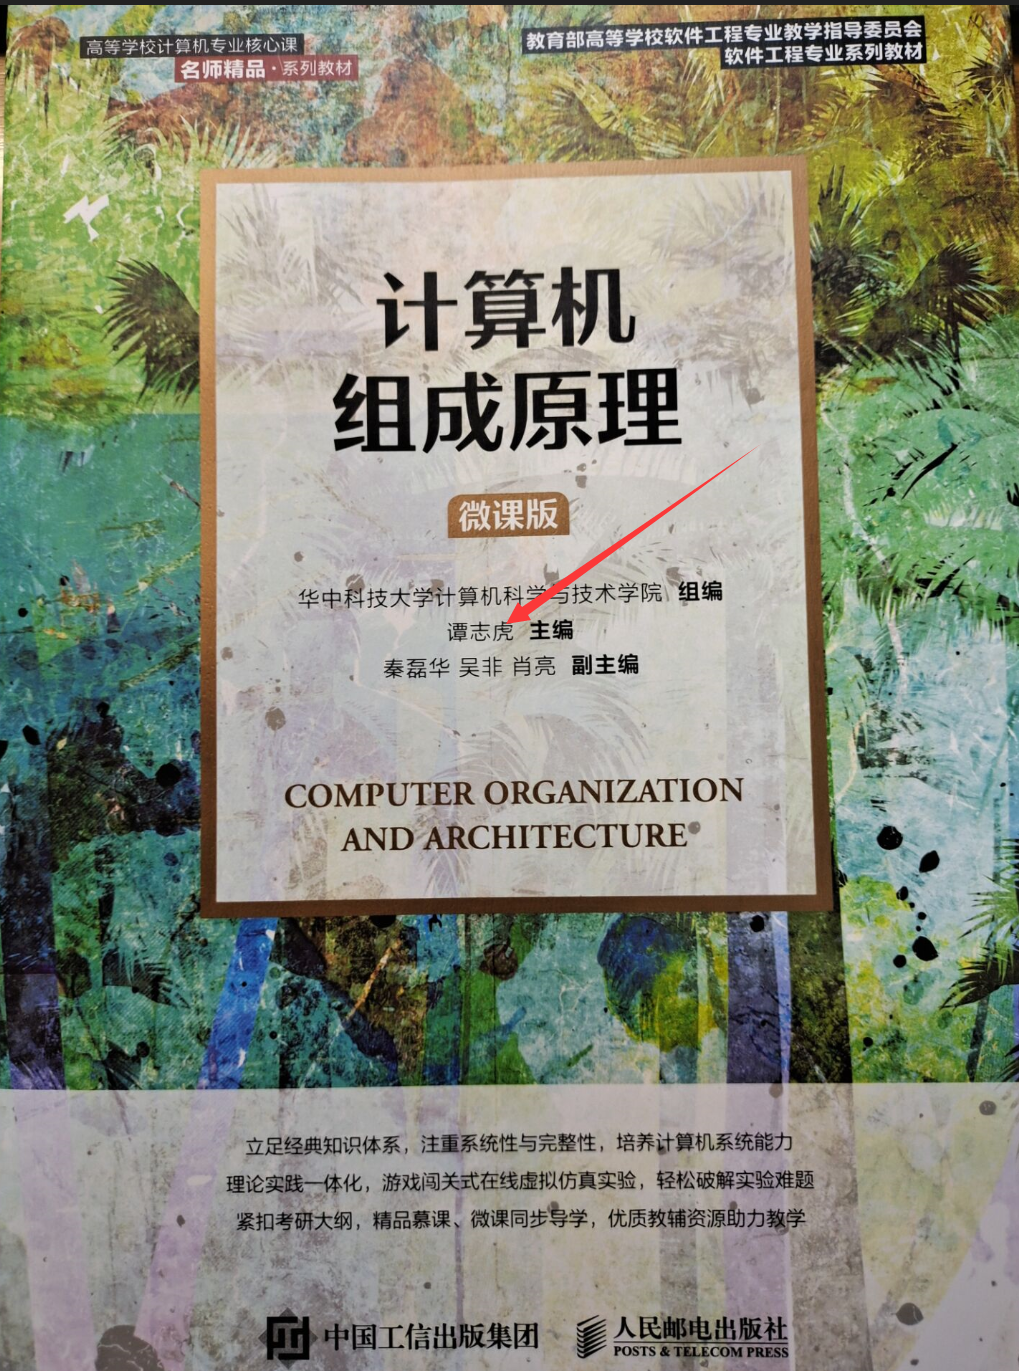 高等学校计算机专业核心课
名师精品·系列教材
教育部高等学校软件工程专业教学指导委员会
软件工程专业系列教材
计算机
组成原理
微课版
华中科技大学计算机科学与技术学院 组编
谭志虎 主编
秦磊华 吴非 肖亮 副主编
COMPUTER ORGANIZATION
AND ARCHITECTURE
立足经典知识体系，注重系统性与完整性，培养计算机系统能力
理论实践一体化，游戏闯关式在线虚拟仿真实验，轻松破解实验难题
紧扣考研大纲，精品慕课、微课同步导学，优质教辅资源助力教学
中国工信出版集团
人民邮电出版社
POSTS & TELECOM PRESS